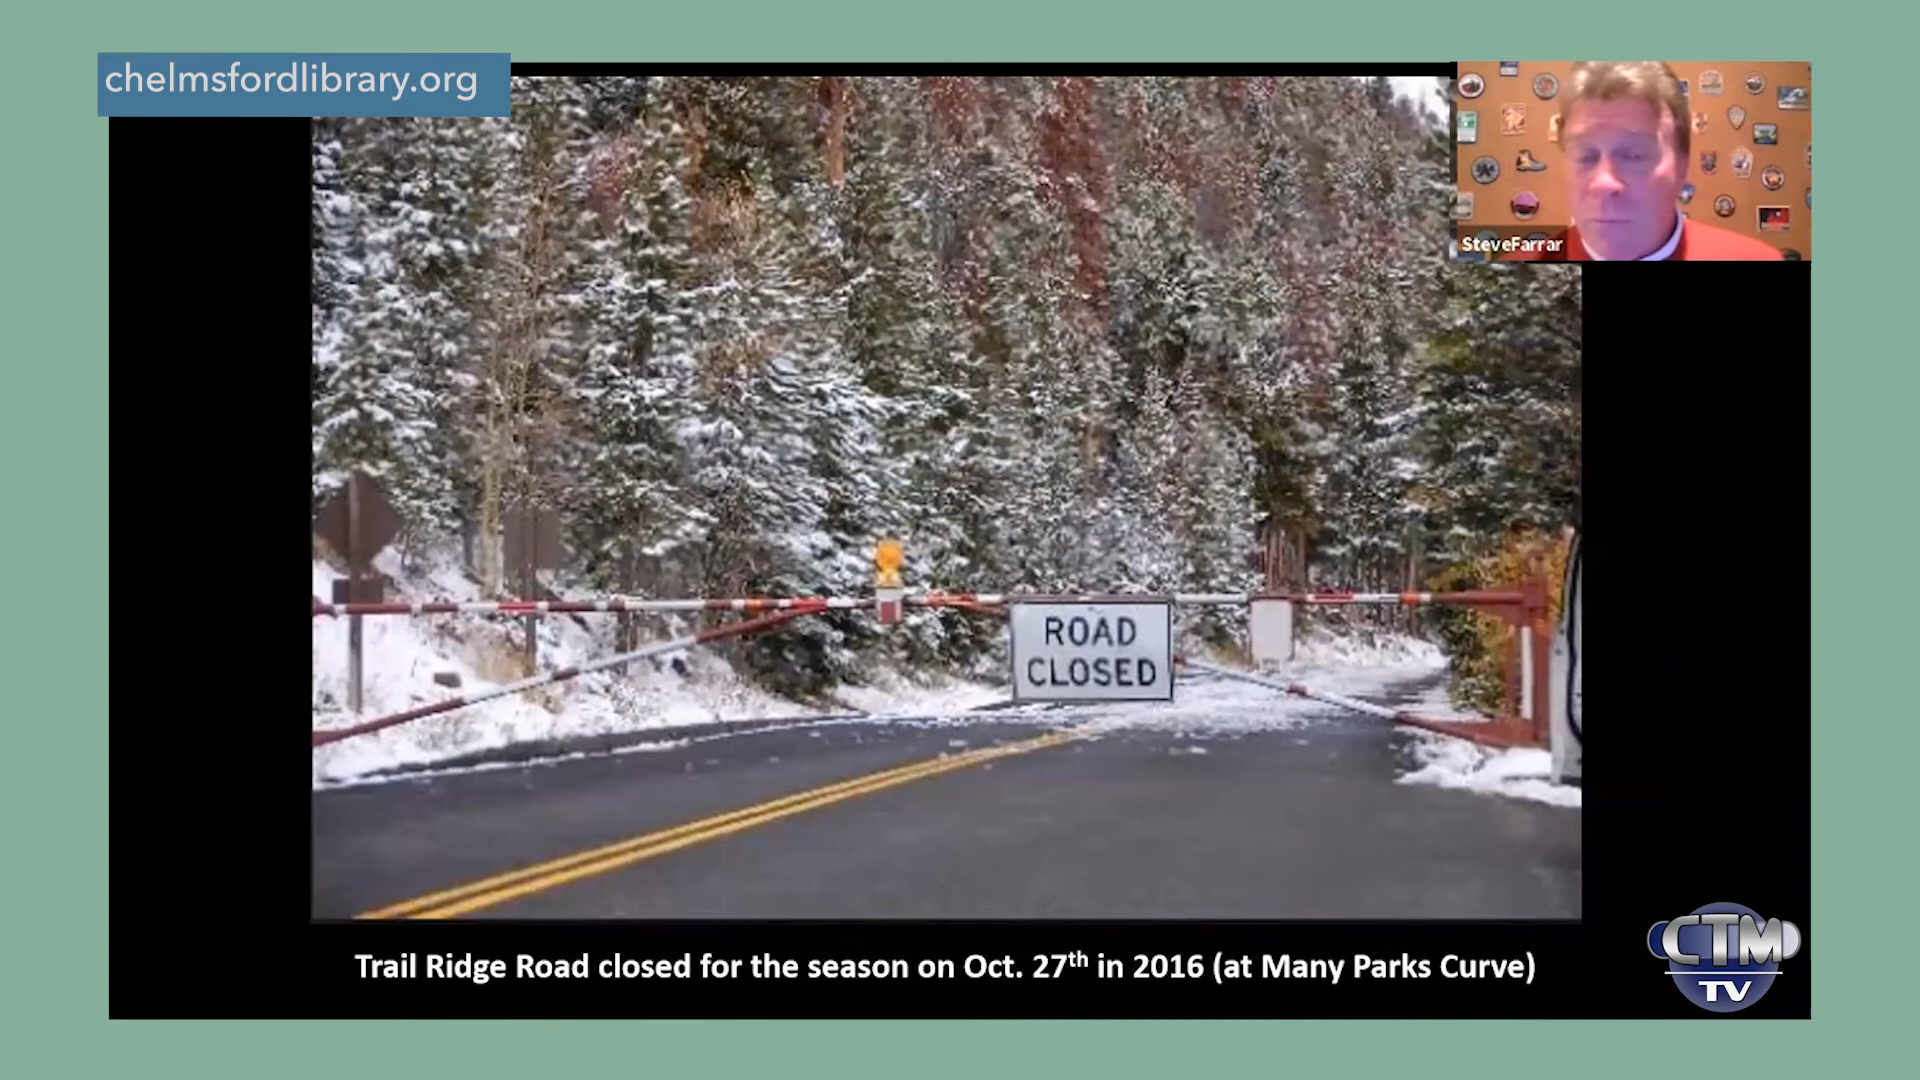 chelmsfordlibrary.org
SteveFarrar
ROAD
CLOSED
Trail Ridge Road closed for the season on Oct. 27th in 2016 (at Many Parks Curve)
CTM
TV